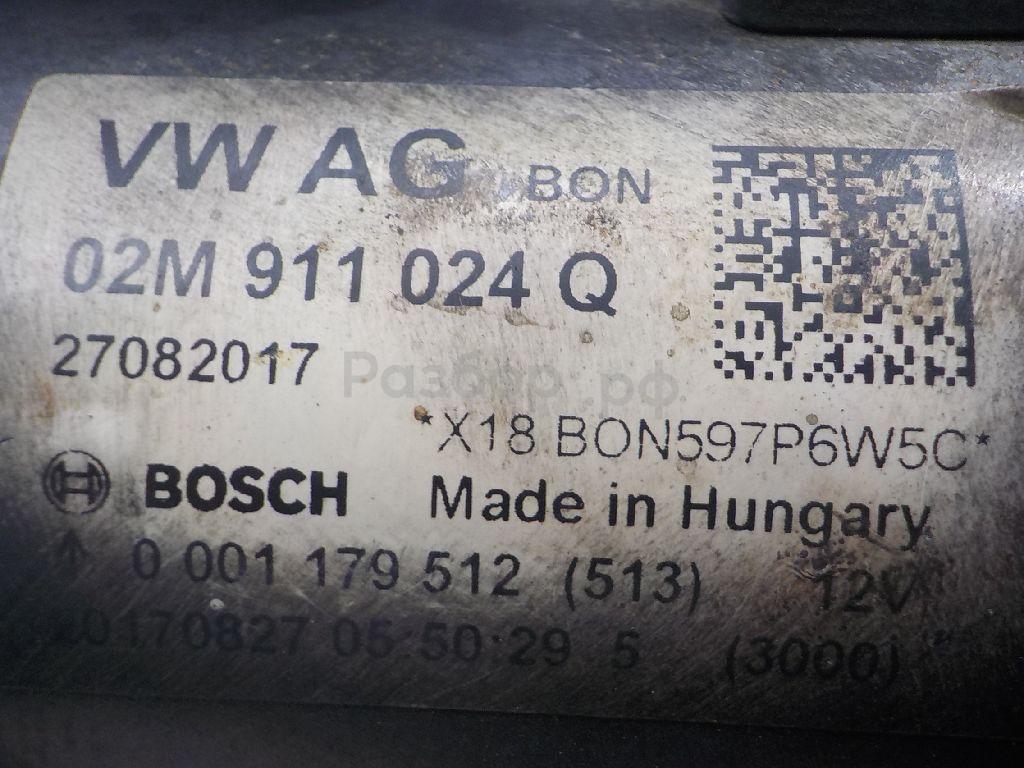 VW AG BON
02M 911 024 Q
27082017
Разбор.рф
*X18.BON597P6W5C*
BOSCH Made in Hungary
0 001 179 512 (513) 12V
20170827 05:50:29 5 (3000)